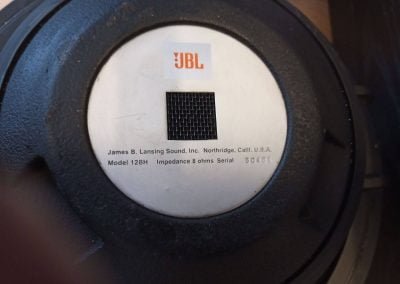 JBL
James B. Lansing Sound, Inc. Northridge, Calif. U.S.A.
Model 128H Impedance 8 ohms Serial